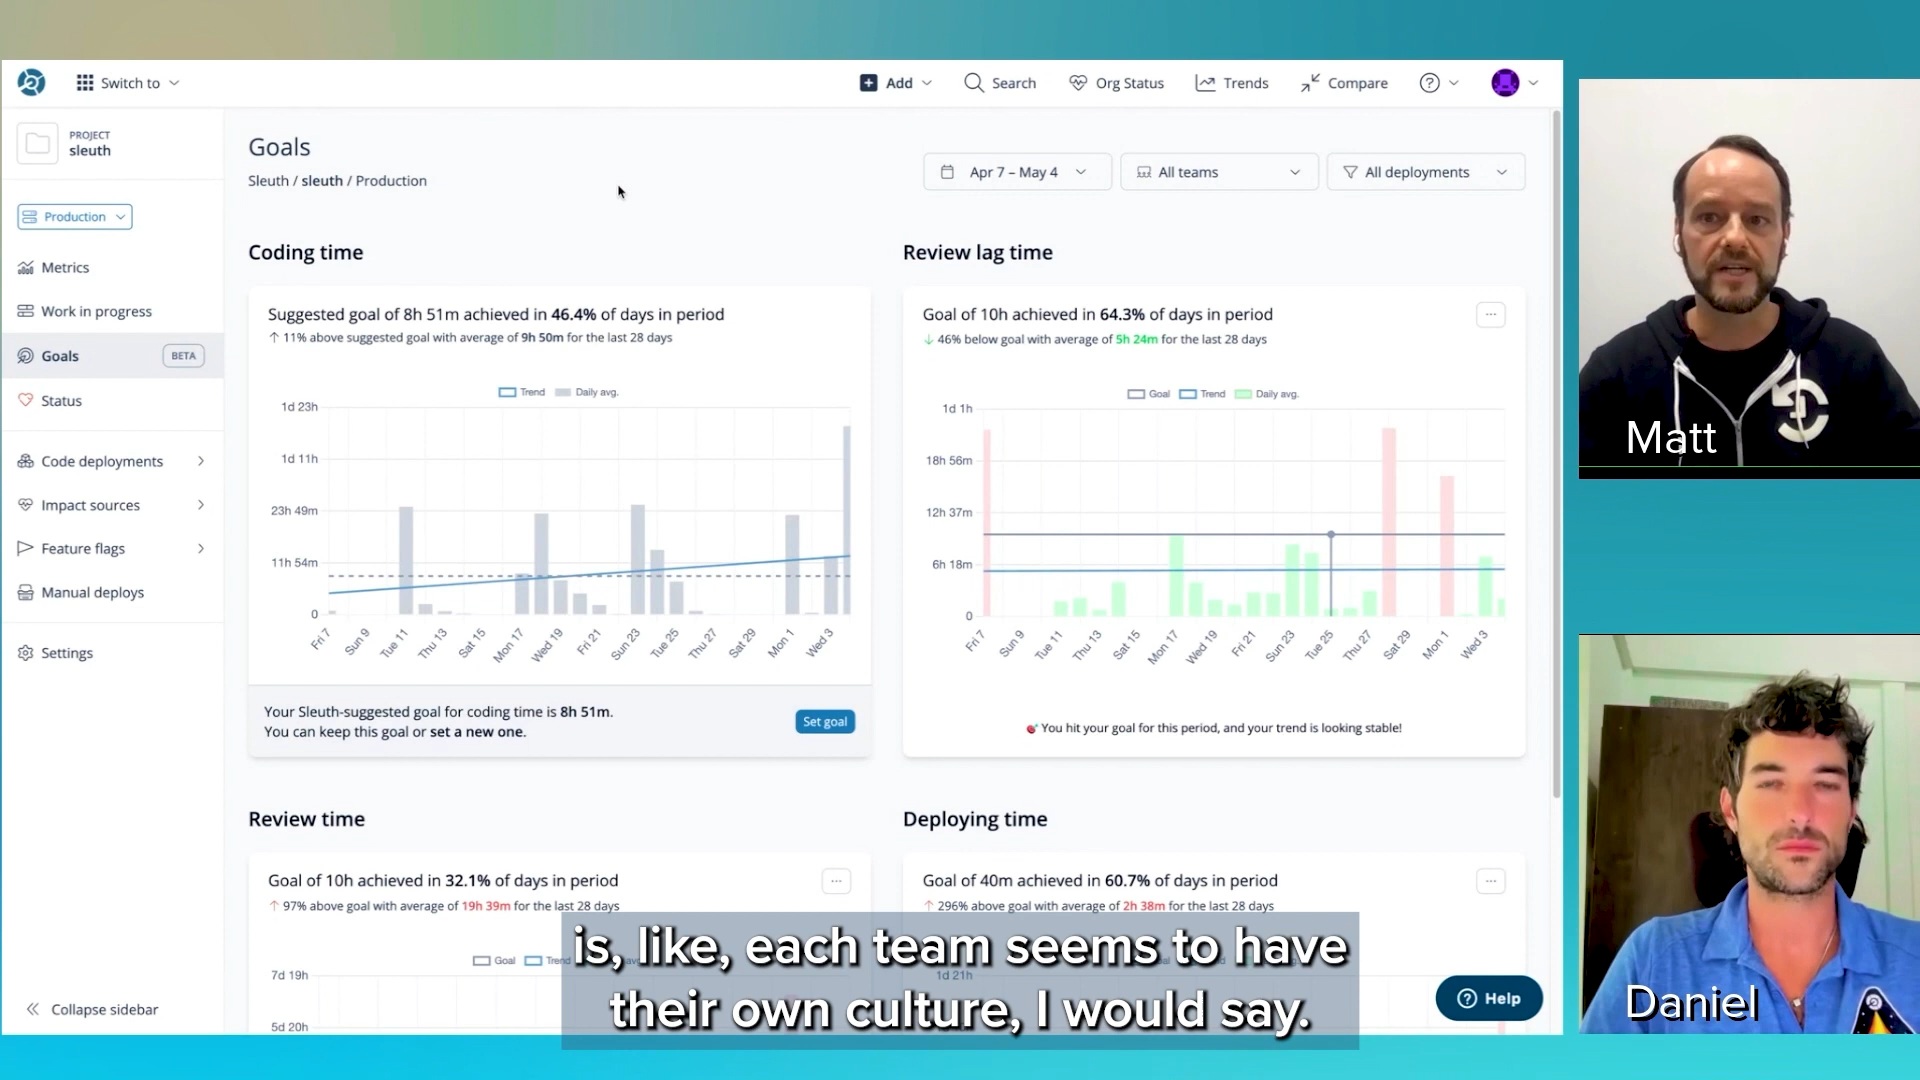 Switch to
Add
Search
Org Status
Trends
Compare
PROJECT
sleuth
Production
Metrics
Work in progress
Goals
BETA
Status
Code deployments
Impact sources
Feature flags
Manual deploys
Settings
Collapse sidebar
Goals
Sleuth / sleuth / Production
Apr 7 – May 4
All teams
All deployments
Coding time
Suggested goal of 8h 51m achieved in 46.4% of days in period
↑ 11% above suggested goal with average of 9h 50m for the last 28 days
Trend
Daily avg.
1d 23h
1d 11h
23h 49m
11h 54m
0
Fri 7
Sun 9
Tue 11
Thu 13
Sat 15
Mon 17
Wed 19
Fri 21
Sun 23
Tue 25
Thu 27
Sat 29
Mon 1
Wed 3
Your Sleuth-suggested goal for coding time is 8h 51m.
You can keep this goal or set a new one.
Set goal
Review lag time
Goal of 10h achieved in 64.3% of days in period
↓ 46% below goal with average of 5h 24m for the last 28 days
Goal
Trend
Daily avg.
1d 1h
18h 56m
12h 37m
6h 18m
0
Fri 7
Sun 9
Tue 11
Thu 13
Sat 15
Mon 17
Wed 19
Fri 21
Sun 23
Tue 25
Thu 27
Sat 29
Mon 1
Wed 3
You hit your goal for this period, and your trend is looking stable!
Review time
Goal of 10h achieved in 32.1% of days in period
↑ 97% above goal with average of 19h 39m for the last 28 days
Goal
Trend
7d 19h
5d 20h
Deploying time
Goal of 40m achieved in 60.7% of days in period
↑ 296% above goal with average of 2h 38m for the last 28 days
1d 21h
Help
Matt
Daniel
is, like, each team seems to have
their own culture, I would say.